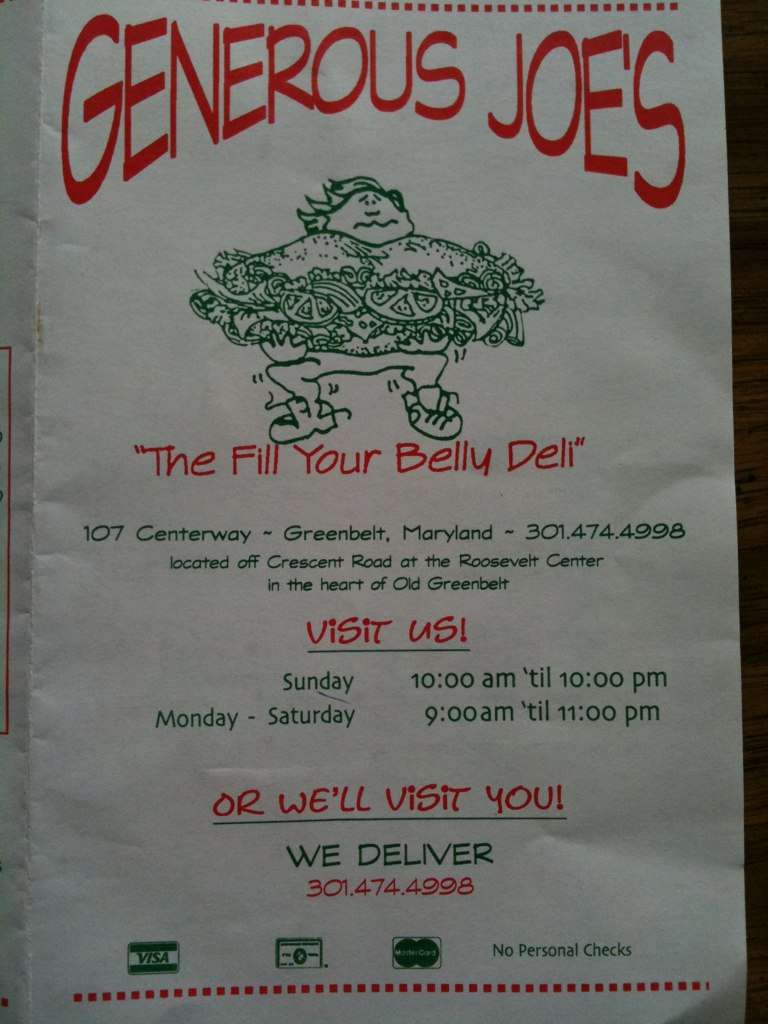 GENEROUS JOE'S
"The Fill Your Belly Deli"
107 Centerway ~ Greenbelt, Maryland ~ 301.474.4998
located off Crescent Road at the Roosevelt Center
in the heart of Old Greenbelt
VISIT US!
Sunday 10:00 am 'til 10:00 pm
Monday - Saturday 9:00am 'til 11:00 pm
OR WE'LL VISIT YOU!
WE DELIVER
301.474.4998
VISA MasterCard No Personal Checks